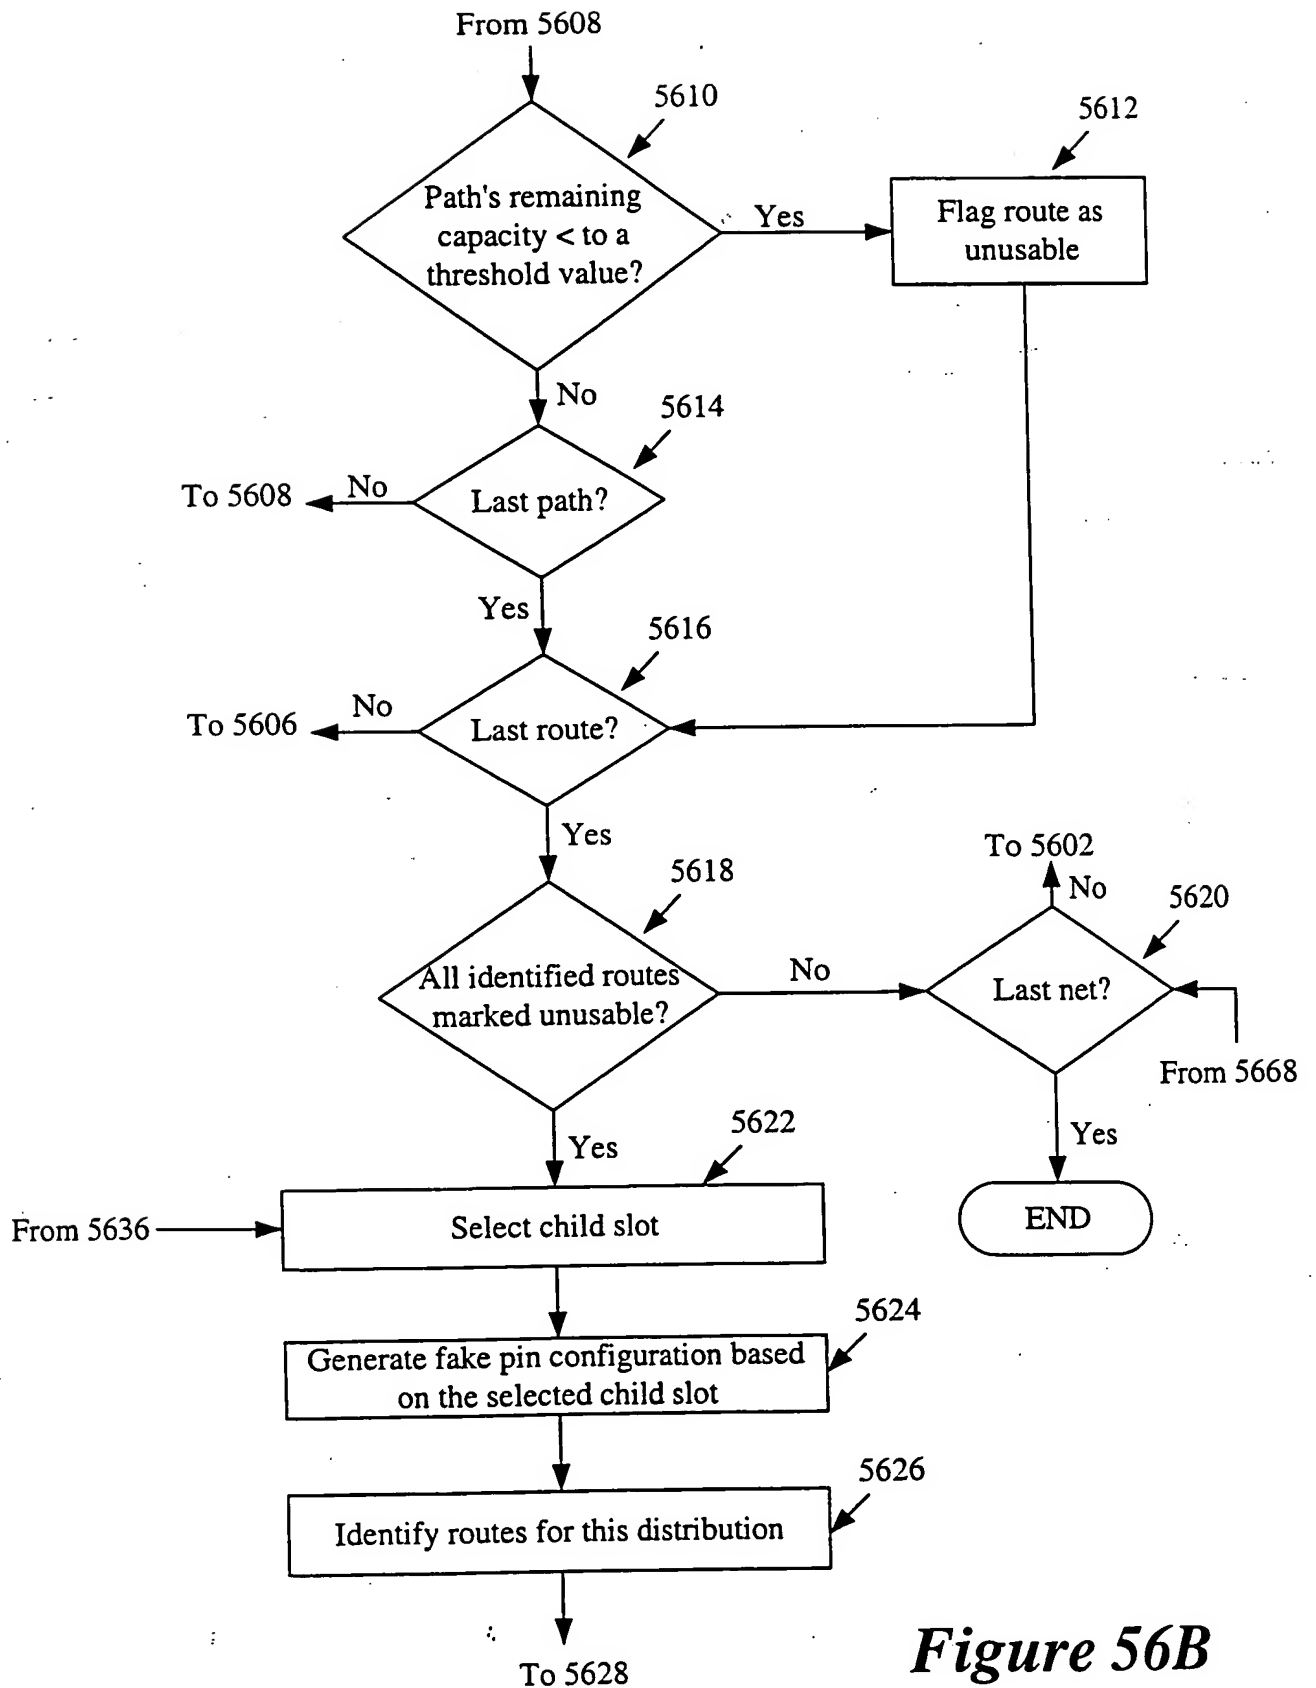 From 5608
5610
5612
Path's remaining
capacity < to a
threshold value?
Yes
Flag route as
unusable
No
5614
To 5608
No
Last path?
Yes
5616
To 5606
No
Last route?
Yes
5618
To 5602
No
5620
All identified routes
marked unusable?
No
Last net?
From 5668
Yes
5622
Yes
From 5636
Select child slot
END
5624
Generate fake pin configuration based
on the selected child slot
5626
Identify routes for this distribution
To 5628
Figure 56B